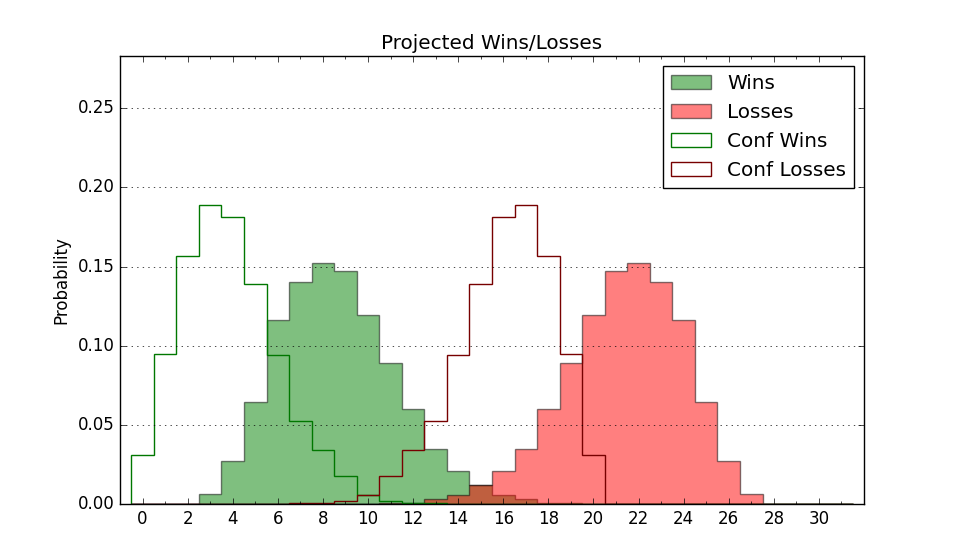 Projected Wins/Losses
Wins
Losses
Conf Wins
Conf Losses
Probability
0.25
0.20
0.15
0.10
0.05
0.00
0 2 4 6 8 10 12 14 16 18 20 22 24 26 28 30